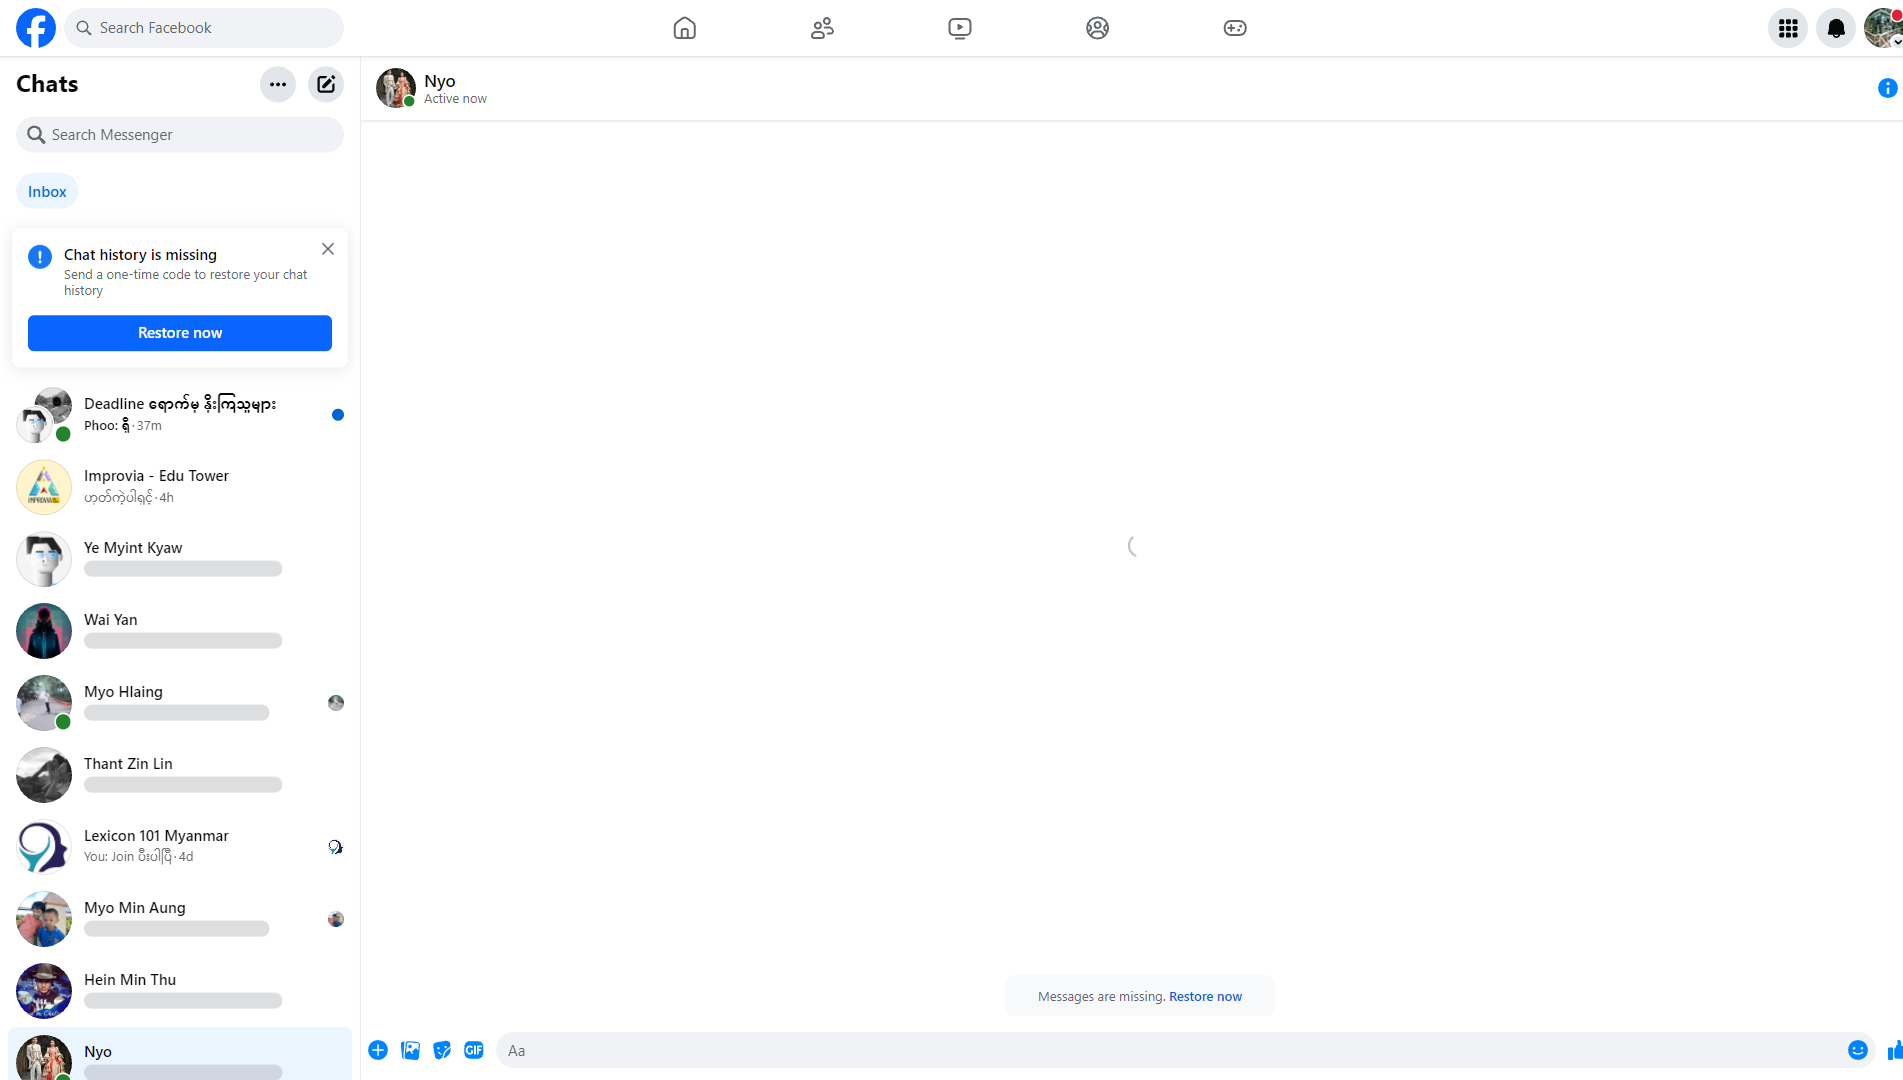 Search Facebook
Chats
Search Messenger
Inbox
Chat history is missing
Send a one-time code to restore your chat
history
Restore now
Deadline ရောက်မှ နှိုးကြသူများ
Phoo: ရှိ · 37m
Improvia - Edu Tower
ဟုတ်ကဲ့ပါရှင့် · 4h
Ye Myint Kyaw
Wai Yan
Myo Hlaing
Thant Zin Lin
Lexicon 101 Myanmar
You: Join ပီးပါပြီ · 4d
Myo Min Aung
Hein Min Thu
Nyo
Nyo
Active now
Messages are missing. Restore now
GIF
Aa
IMPROVIA